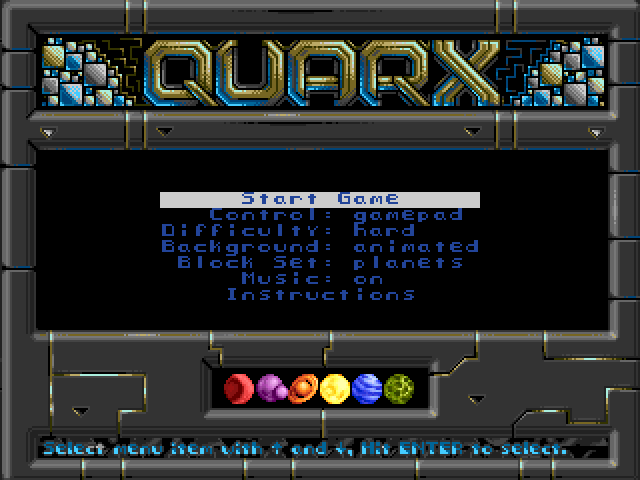 QUARX
Start Game
Control: gamepad
Difficulty: hard
Background: animated
Block Set: planets
Music: on
Instructions
Select menu item with ↑ and ↓, Hit ENTER to select.